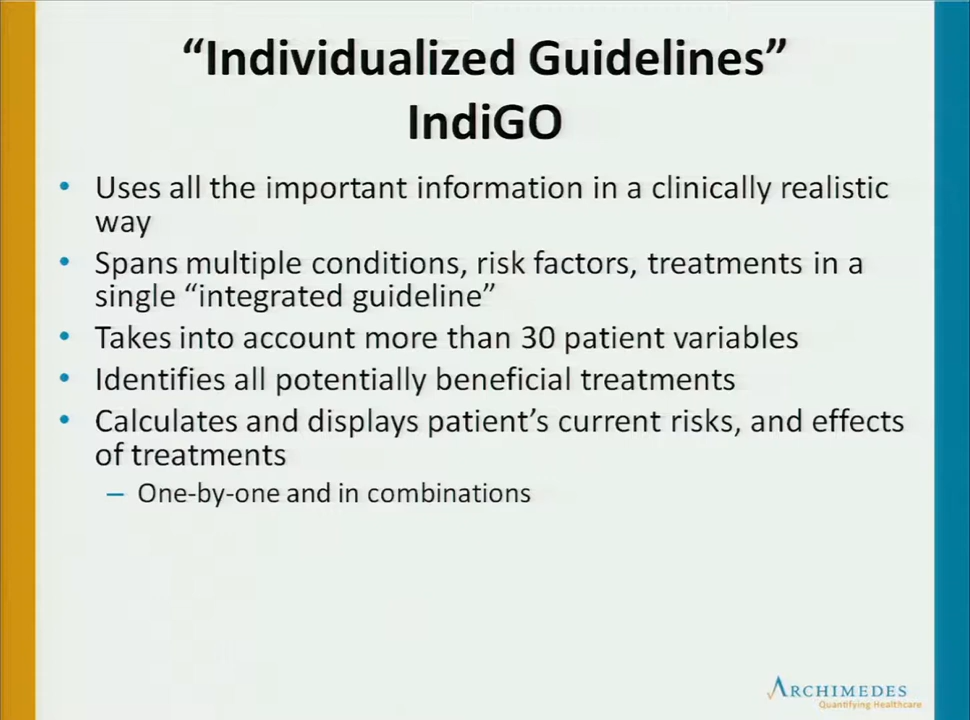 “Individualized Guidelines”
IndiGO
• Uses all the important information in a clinically realistic
way
• Spans multiple conditions, risk factors, treatments in a
single “integrated guideline”
• Takes into account more than 30 patient variables
• Identifies all potentially beneficial treatments
• Calculates and displays patient’s current risks, and effects
of treatments
– One-by-one and in combinations
ARCHIMEDES
Quantifying Healthcare